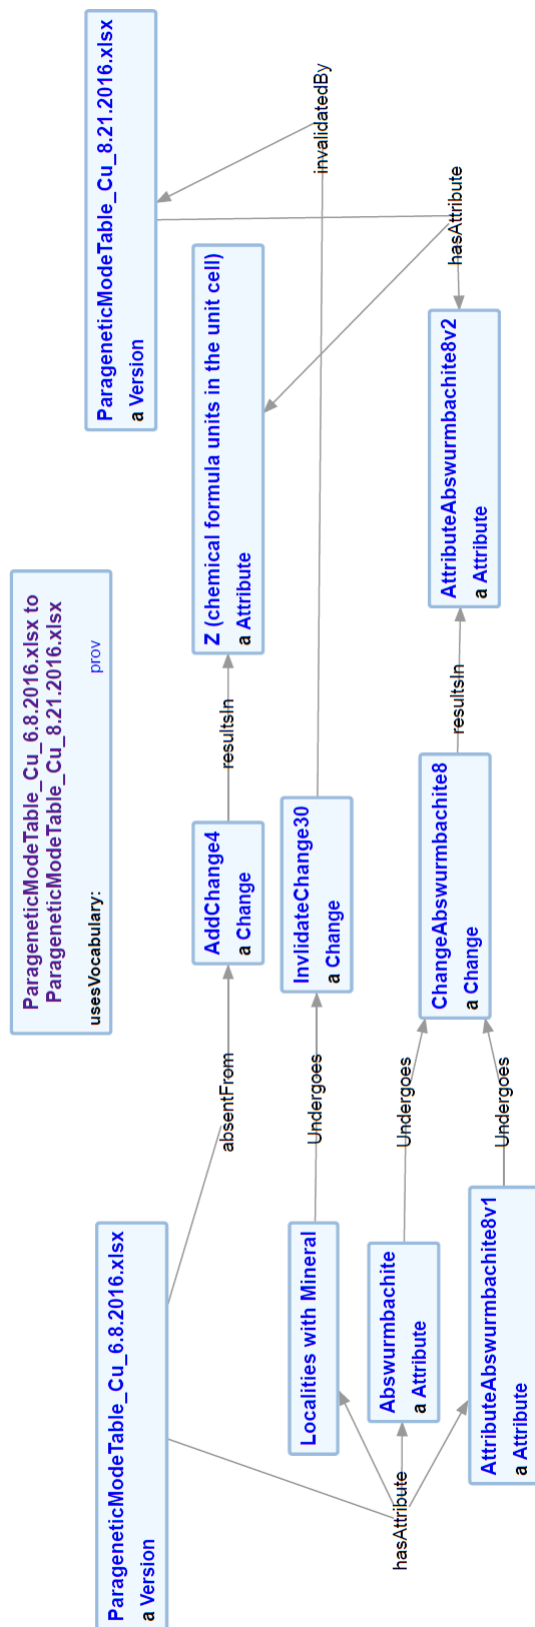 ParageneticModeTable_Cu_6.8.2016.xlsx to
ParageneticModeTable_Cu_8.21.2016.xlsx
usesVocabulary: prov
ParageneticModeTable_Cu_6.8.2016.xlsx
a Version
ParageneticModeTable_Cu_8.21.2016.xlsx
a Version
absentFrom
AddChange4
a Change
resultsIn
Z (chemical formula units in the unit cell)
a Attribute
invalidatedBy
Localities with Mineral
Undergoes
InvlidateChange30
a Change
hasAttribute
Abswurmbachite
a Attribute
Undergoes
ChangeAbswurmbachite8
a Change
resultsIn
AttributeAbswurmbachite8v2
a Attribute
hasAttribute
AttributeAbswurmbachite8v1
a Attribute
Undergoes